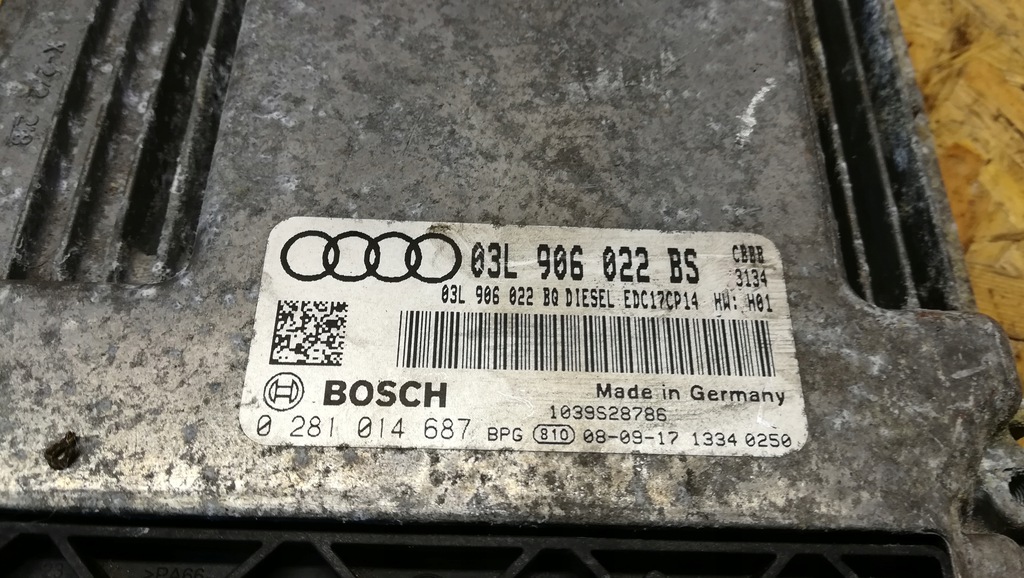 03L 906 022 BS
CBBB
3134
03L 906 022 BQ DIESEL EDC17CP14 HW: H01
BOSCH
Made in Germany
1039S28786
0 281 014 687 BPG 810 08-09-17 1334 0250
>PA66